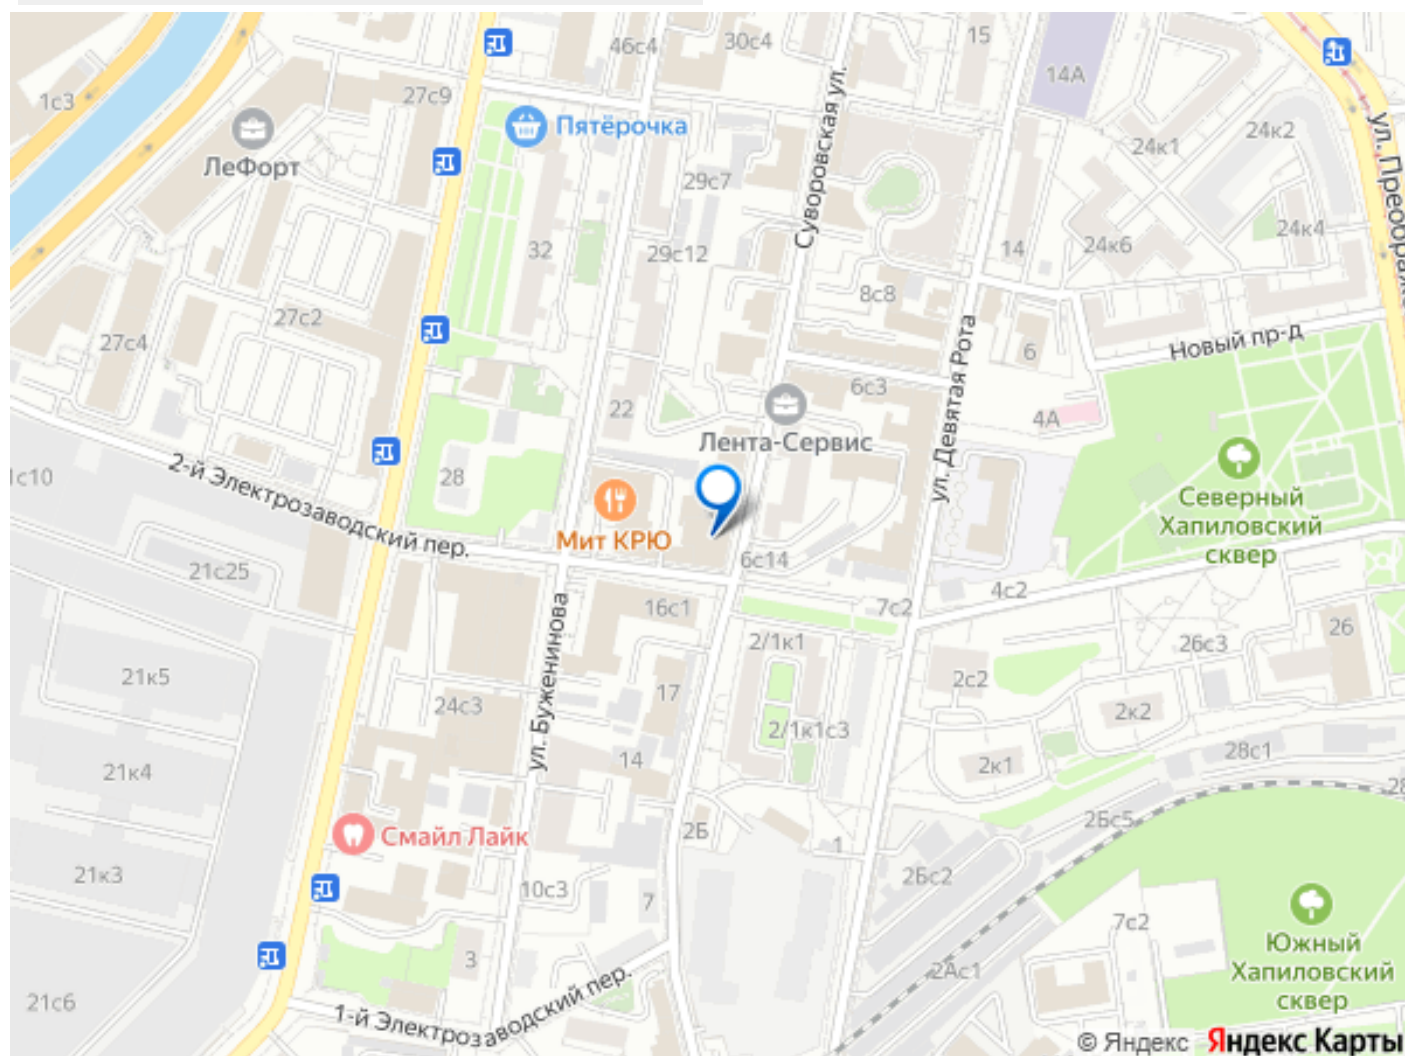 46с4
30с4
15
14А
1с3
27с9
Пятёрочка
ЛеФорт
Суворовская ул.
ул. Преображе
24к2
24к1
29с7
32
29с12
14
24к6
24к4
8с8
27с2
27с4
Новый пр-д
6
6с3
ул. Девятая Рота
22
4А
Лента-Сервис
1с10
2-й Электрозаводский пер.
28
Мит КРЮ
Северный
Хапиловский
сквер
6с14
21с25
4с2
16с1
7с2
2/1к1
26с3
26
ул. Буженинова
21к5
17
2с2
24с3
2/1к1с3
2к2
14
28с1
2к1
21к4
28
2Б
2Бс5
Смайл Лайк
1
21к3
2Бс2
10с3
7
7с2
Южный
Хапиловский
сквер
3
2Ас1
21с6
1-й Электрозаводский пер.
© Яндекс Яндекс Карты